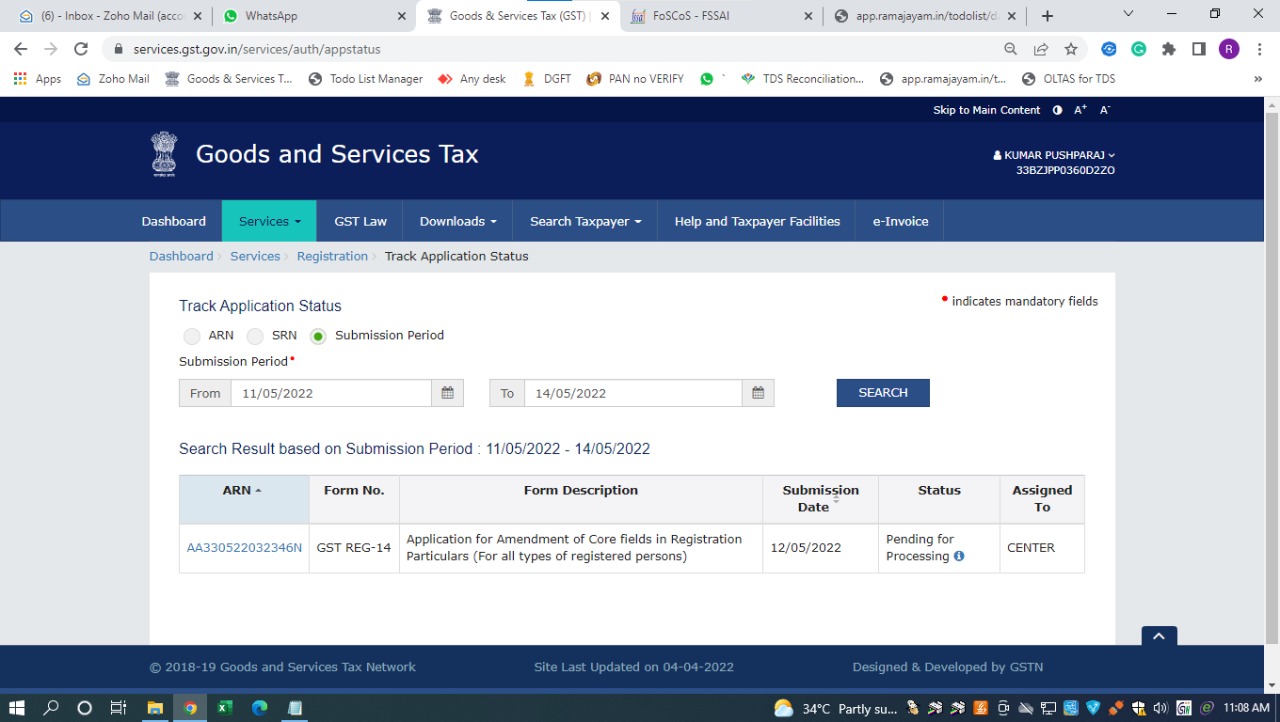 (6) - Inbox - Zoho Mail (acco
WhatsApp
Goods & Services Tax (GST) |
FoSCoS - FSSAI
app.ramajayam.in/todolist/d
services.gst.gov.in/services/auth/appstatus
R
Apps
Zoho Mail
Goods & Services T...
Todo List Manager
Any desk
DGFT
PAN no VERIFY
TDS Reconciliation...
app.ramajayam.in/t...
OLTAS for TDS
»
Skip to Main Content A+ A-
Goods and Services Tax
KUMAR PUSHPARAJ
33BZJPP0360D2ZO
Dashboard
Services
GST Law
Downloads
Search Taxpayer
Help and Taxpayer Facilities
e-Invoice
Dashboard › Services › Registration › Track Application Status
Track Application Status
• indicates mandatory fields
ARN SRN Submission Period
Submission Period •
From 11/05/2022 To 14/05/2022 SEARCH
Search Result based on Submission Period : 11/05/2022 - 14/05/2022
ARN
Form No.
Form Description
Submission Date
Status
Assigned To
AA330522032346N
GST REG-14
Application for Amendment of Core fields in Registration
Particulars (For all types of registered persons)
12/05/2022
Pending for
Processing
CENTER
© 2018-19 Goods and Services Tax Network
Site Last Updated on 04-04-2022
Designed & Developed by GSTN
34°C Partly su...
11:08 AM